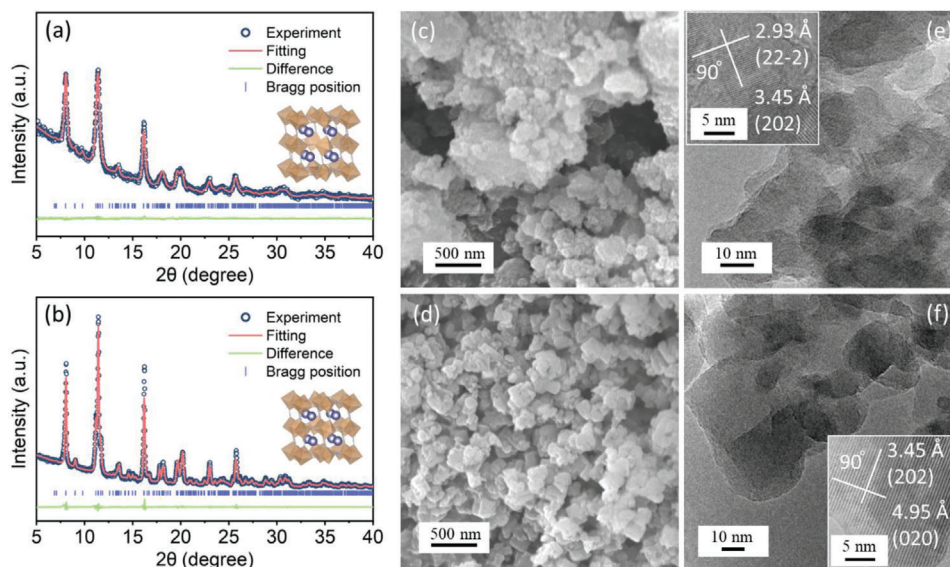 (a)
Experiment
Fitting
Difference
Bragg position
Intensity (a.u.)
5 10 15 20 25 30 35 40
2θ (degree)
(b)
Experiment
Fitting
Difference
Bragg position
Intensity (a.u.)
5 10 15 20 25 30 35 40
2θ (degree)
(c)
500 nm
(d)
500 nm
(e)
2.93 Å
(22-2)
90°
3.45 Å
(202)
5 nm
10 nm
(f)
3.45 Å
90°
(202)
4.95 Å
(020)
5 nm
10 nm